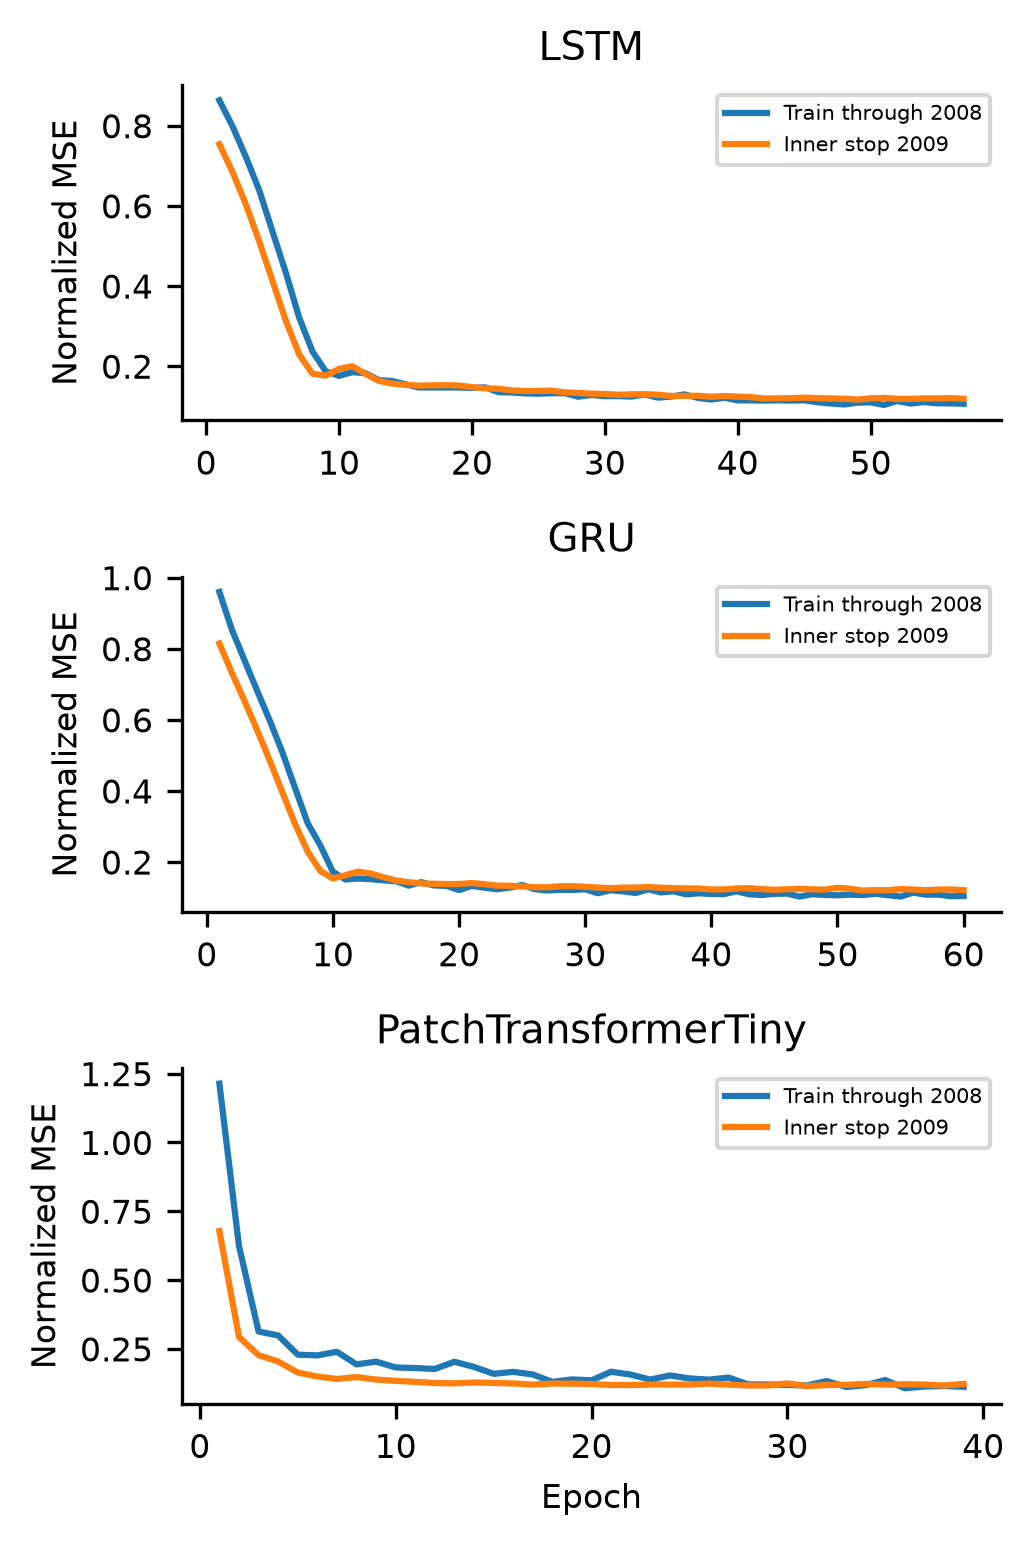 LSTM
Normalized MSE
0.8
0.6
0.4
0.2
Train through 2008
Inner stop 2009
0 10 20 30 40 50
GRU
Normalized MSE
1.0
0.8
0.6
0.4
0.2
Train through 2008
Inner stop 2009
0 10 20 30 40 50 60
PatchTransformerTiny
Normalized MSE
1.25
1.00
0.75
0.50
0.25
Train through 2008
Inner stop 2009
0 10 20 30 40
Epoch